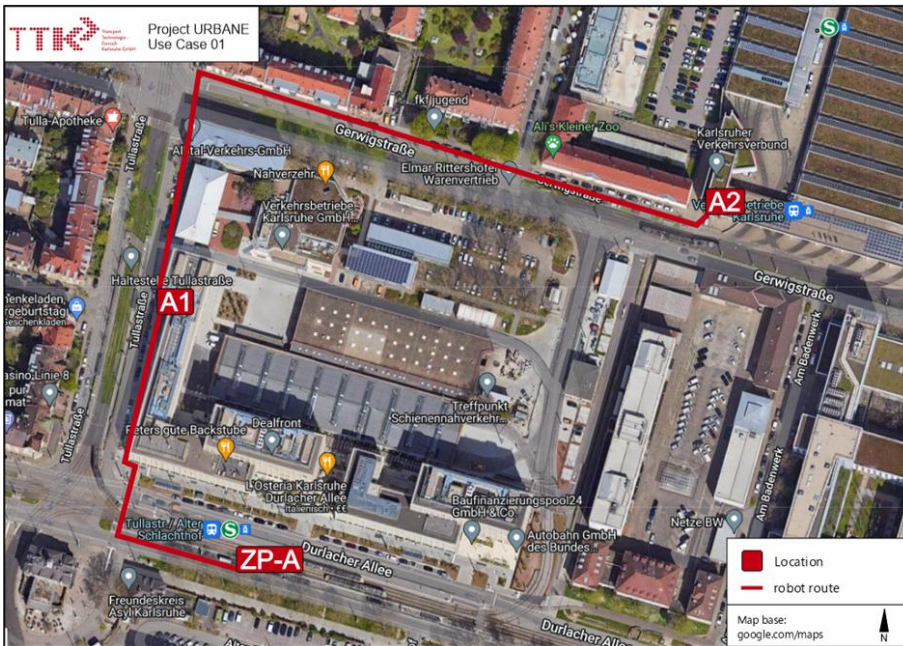 TTK
Transport
Technologie-
Consult
Karlsruhe GmbH
Project URBANE
Use Case 01
Tulla-Apotheke
Tullastraße
Albtal-Verkehrs-GmbH
Nahverzehr
Verkehrsbetriebe
Karlsruhe GmbH...
fkf jugend
Gerwigstraße
Ali's Kleiner Zoo
Elmar Rittershofer
Warenvertrieb
Gerwigstraße
Karlsruher
Verkehrsverbund
S
A2
Karlsruhe
Gerwigstraße
Haltestelle Tullastraße
A1
Tullastraße
Geschenkladen
Tullastraße
Am Badenwerk
Am Badenwerk
Treffpunkt
Schienennahverkehr...
Peters gute Backstube
Dealfront
L'Osteria Karlsruhe
Durlacher Allee
Italienisch • €€
Baufinanzierungspool24
GmbH & Co
Autobahn GmbH
des Bundes...
Netze BW
Tullastr./ Alter
Schlachthof
S
ZP-A
Durlacher Allee
Freundeskreis
Asyl Karlsruhe
Durlacher Allee
Location
robot route
Map base:
google.com/maps
N